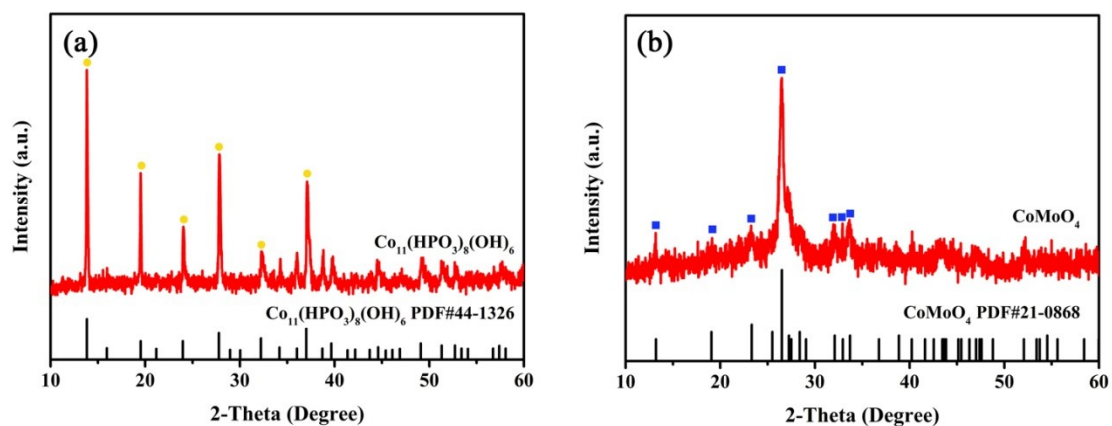 (a)
Intensity (a.u.)
Co₁₁(HPO₃)₈(OH)₆
Co₁₁(HPO₃)₈(OH)₆ PDF#44-1326
10 20 30 40 50 60
2-Theta (Degree)
(b)
Intensity (a.u.)
CoMoO₄
CoMoO₄ PDF#21-0868
10 20 30 40 50 60
2-Theta (Degree)